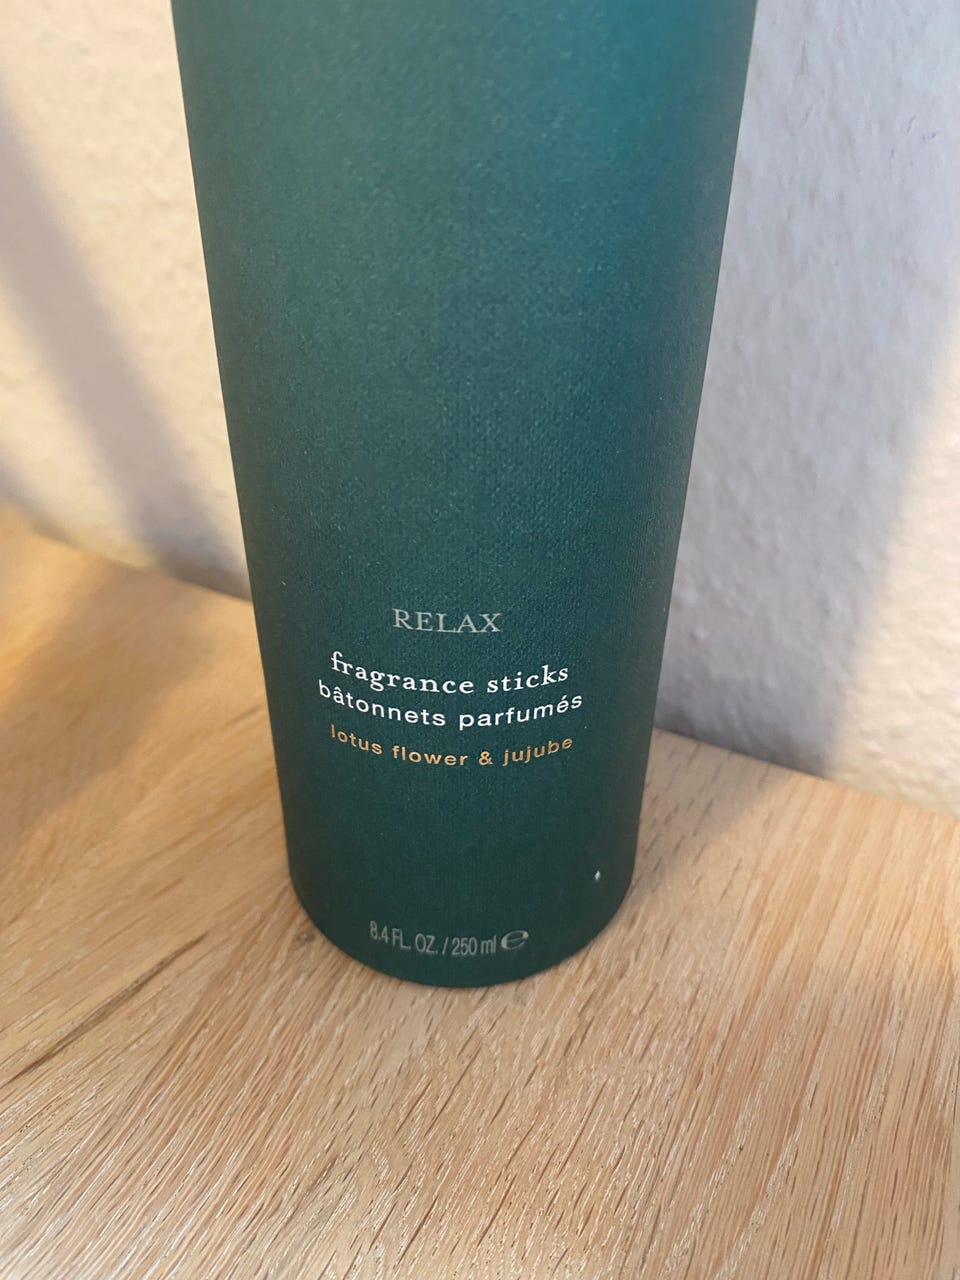 RELAX
fragrance sticks
bâtonnets parfumés
lotus flower & jujube
8.4 FL. OZ. / 250 ml ℮